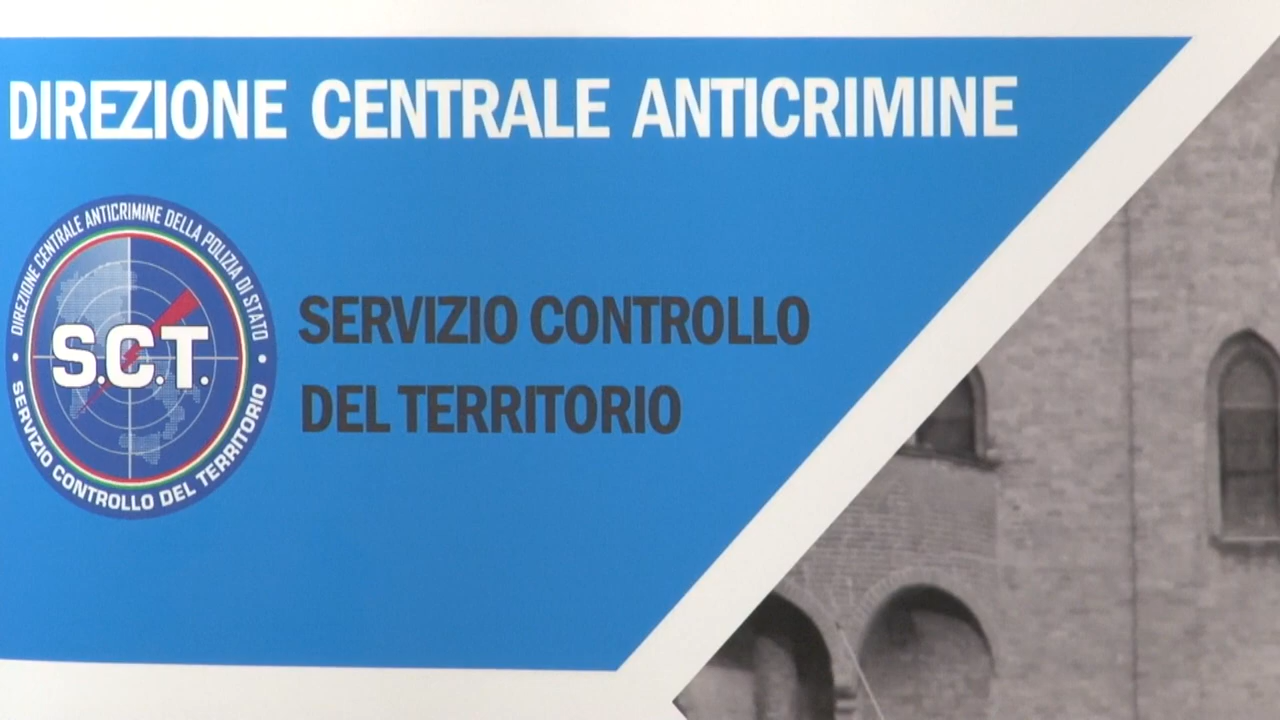 DIREZIONE CENTRALE ANTICRIMINE
DIREZIONE CENTRALE ANTICRIMINE DELLA POLIZIA DI STATO
S.C.T.
SERVIZIO CONTROLLO DEL TERRITORIO
SERVIZIO CONTROLLO
DEL TERRITORIO